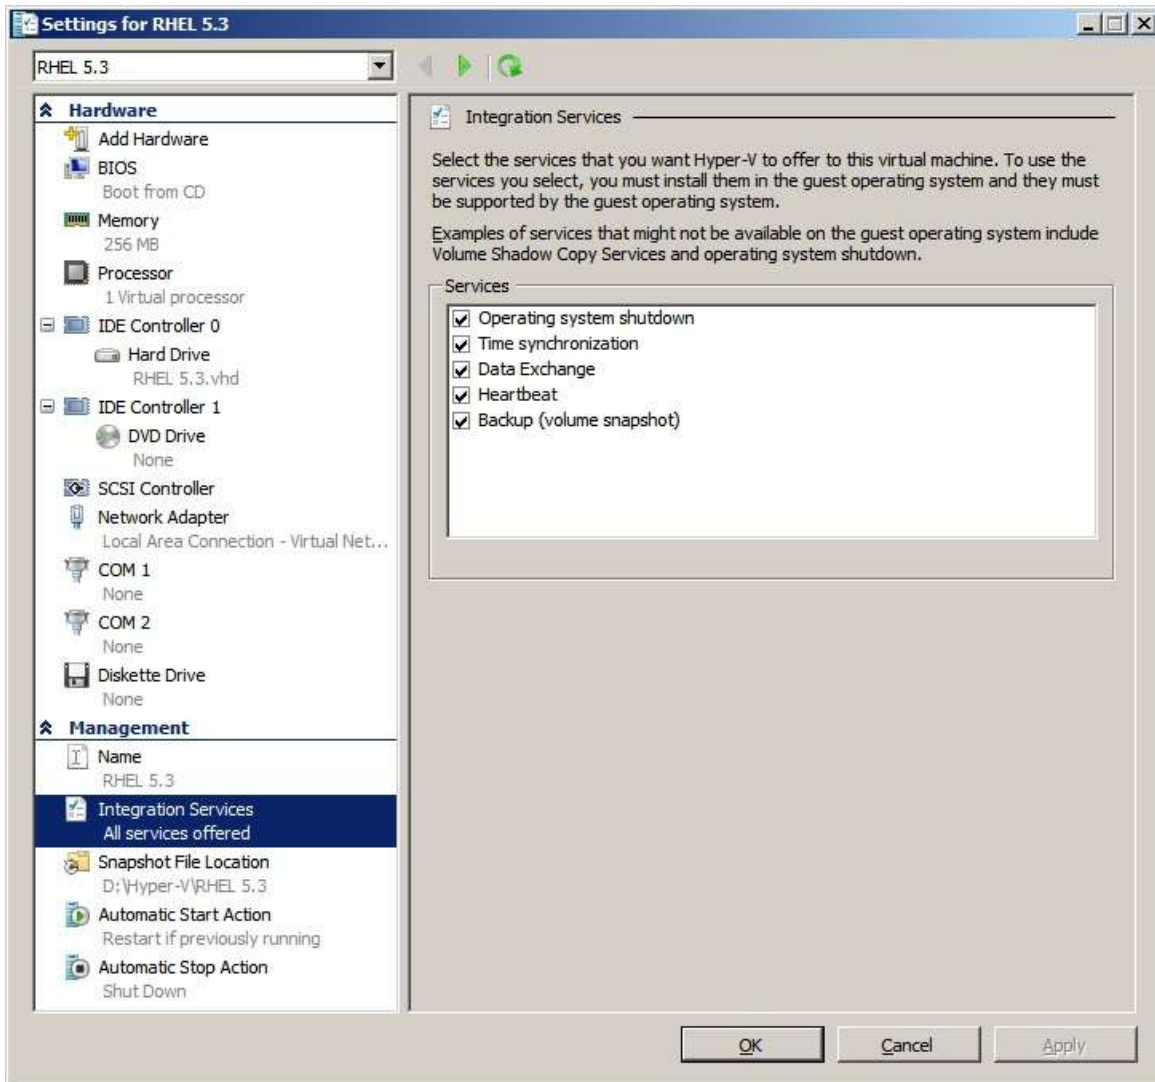 Settings for RHEL 5.3
RHEL 5.3
Hardware
Add Hardware
BIOS
Boot from CD
Memory
256 MB
Processor
1 Virtual processor
IDE Controller 0
Hard Drive
RHEL 5.3.vhd
IDE Controller 1
DVD Drive
None
SCSI Controller
Network Adapter
Local Area Connection - Virtual Net...
COM 1
None
COM 2
None
Diskette Drive
None
Management
Name
RHEL 5.3
Integration Services
All services offered
Snapshot File Location
D:\Hyper-V\RHEL 5.3
Automatic Start Action
Restart if previously running
Automatic Stop Action
Shut Down
Integration Services
Select the services that you want Hyper-V to offer to this virtual machine. To use the
services you select, you must install them in the guest operating system and they must
be supported by the guest operating system.
Examples of services that might not be available on the guest operating system include
Volume Shadow Copy Services and operating system shutdown.
Services
Operating system shutdown
Time synchronization
Data Exchange
Heartbeat
Backup (volume snapshot)
OK
Cancel
Apply